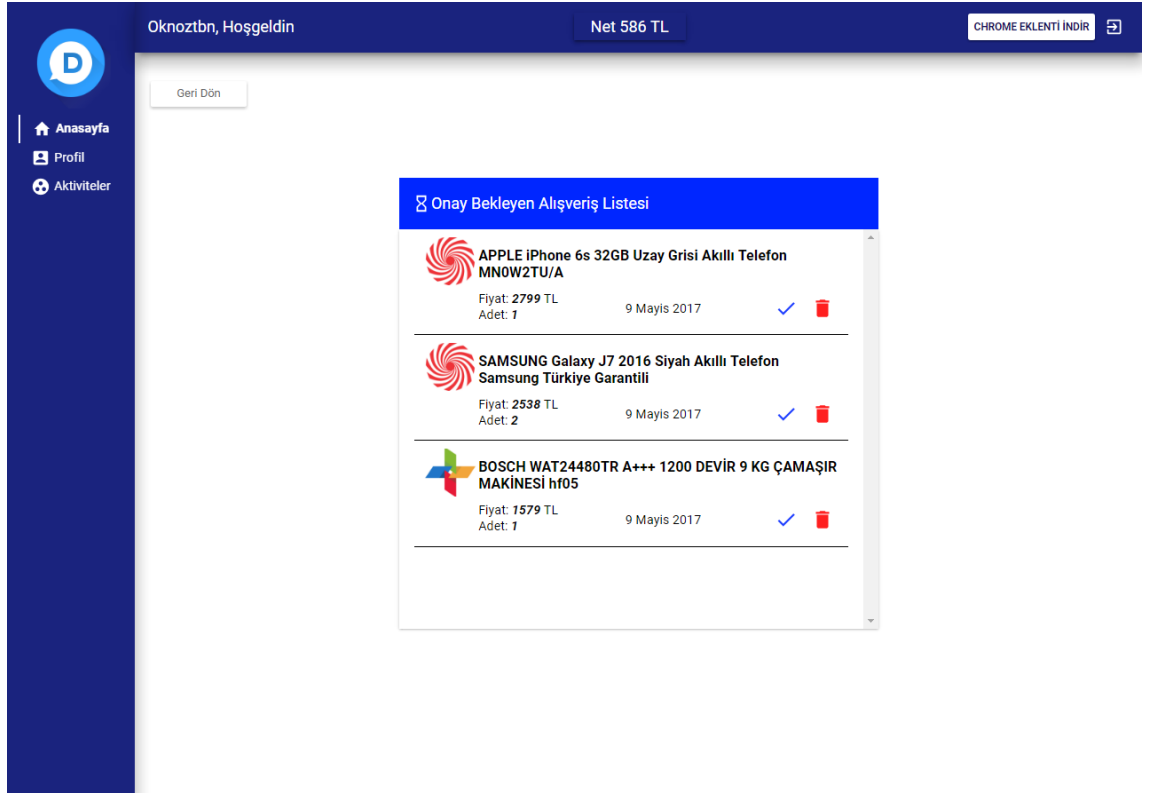 Oknoztbn, Hoşgeldin
Net 586 TL
CHROME EKLENTİ İNDİR
D
Anasayfa
Profil
Aktiviteler
Geri Dön
Onay Bekleyen Alışveriş Listesi
APPLE iPhone 6s 32GB Uzay Grisi Akıllı Telefon
MN0W2TU/A
Fiyat: 2799 TL
Adet: 1
9 Mayis 2017
SAMSUNG Galaxy J7 2016 Siyah Akıllı Telefon
Samsung Türkiye Garantili
Fiyat: 2538 TL
Adet: 2
9 Mayis 2017
BOSCH WAT24480TR A+++ 1200 DEVİR 9 KG ÇAMAŞIR
MAKİNESİ hf05
Fiyat: 1579 TL
Adet: 1
9 Mayis 2017